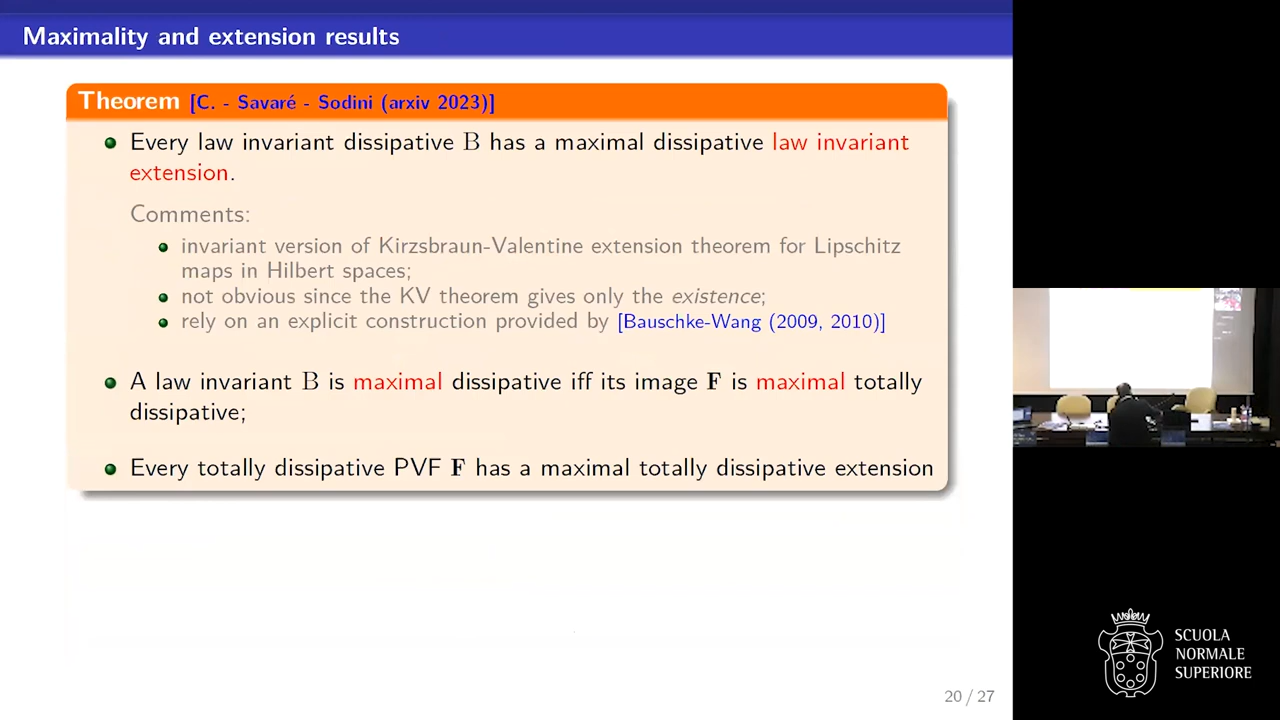 Maximality and extension results
Theorem [C. - Savaré - Sodini (arxiv 2023)]
Every law invariant dissipative B has a maximal dissipative law invariant
extension.
Comments:
invariant version of Kirzsbraun-Valentine extension theorem for Lipschitz
maps in Hilbert spaces;
not obvious since the KV theorem gives only the existence;
rely on an explicit construction provided by [Bauschke-Wang (2009, 2010)]
A law invariant B is maximal dissipative iff its image F is maximal totally
dissipative;
Every totally dissipative PVF F has a maximal totally dissipative extension
20 / 27
SCUOLA
NORMALE
SUPERIORE